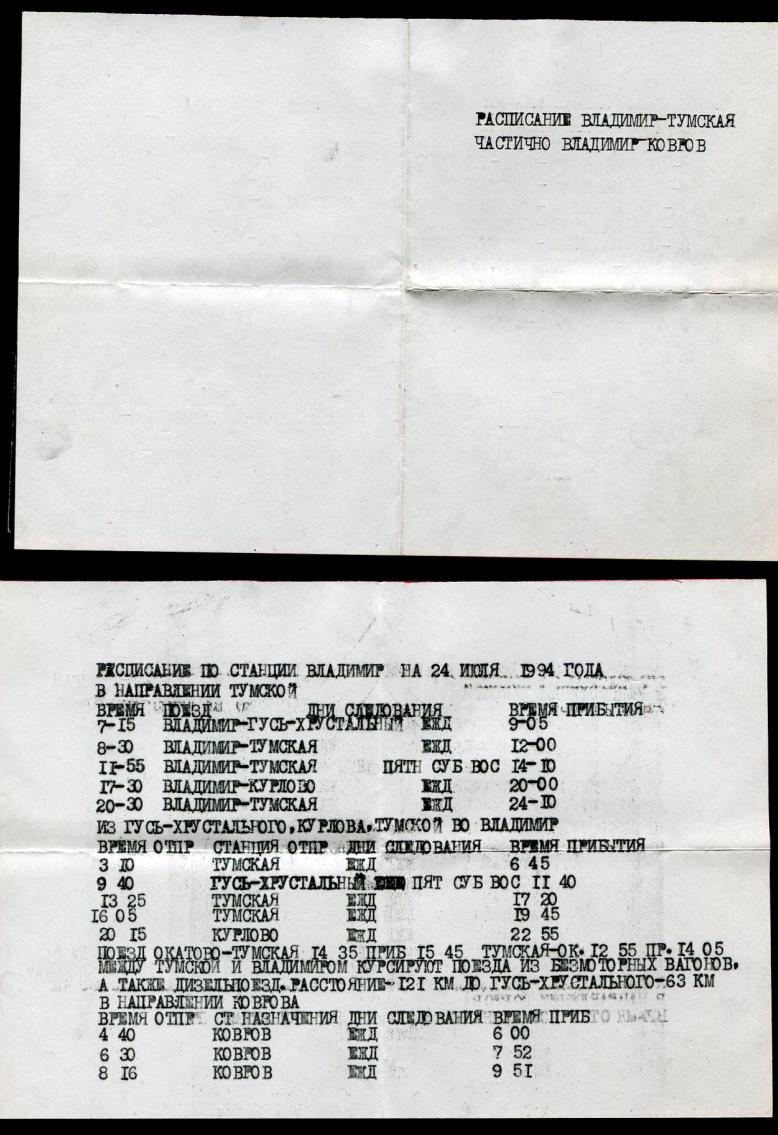 РАСПИСАНИЕ ВЛАДИМИР-ТУМСКАЯ
ЧАСТИЧНО ВЛАДИМИР-КОВРОВ
РАСПИСАНИЕ ПО СТАНЦИИ ВЛАДИМИР НА 24 ИЮЛЯ 1994 ГОДА
В НАПРАВЛЕНИИ ТУМСКОЙ
ВРЕМЯ ПОЕЗД ДНИ СЛЕДОВАНИЯ ВРЕМЯ ПРИБЫТИЯ
7-15 ВЛАДИМИР-ГУСЬ-ХРУСТАЛЬНЫЙ ЕЖД 9-05
8-30 ВЛАДИМИР-ТУМСКАЯ ЕЖД 12-00
11-55 ВЛАДИМИР-ТУМСКАЯ ПЯТН СУБ ВОС 14-10
17-30 ВЛАДИМИР-КУРЛОВО ЕЖД 20-00
20-30 ВЛАДИМИР-ТУМСКАЯ ЕЖД 24-10
ИЗ ГУСЬ-ХРУСТАЛЬНОГО,КУРЛОВА,ТУМСКОЙ ВО ВЛАДИМИР
ВРЕМЯ ОТПР СТАНЦИЯ ОТПР ДНИ СЛЕДОВАНИЯ ВРЕМЯ ПРИБЫТИЯ
3 10 ТУМСКАЯ ЕЖД 6 45
9 40 ГУСЬ-ХРУСТАЛЬНЫЙ ПЯТ СУБ ВОС 11 40
13 25 ТУМСКАЯ ЕЖД 17 20
16 05 ТУМСКАЯ ЕЖД 19 45
20 15 КУРЛОВО ЕЖД 22 55
ПОЕЗД ОКАТОВО-ТУМСКАЯ 14 35 ПРИБ 15 45 ТУМСКАЯ-ОК. 12 55 ПР. 14 05
МЕЖДУ ТУМСКОЙ И ВЛАДИМИРОМ КУРСИРУЮТ ПОЕЗДА ИЗ БЕЗМОТОРНЫХ ВАГОНОВ,
А ТАКЖЕ ДИЗЕЛЬПОЕЗД.РАССТОЯНИЕ-121 КМ ДО ГУСЬ-ХРУСТАЛЬНОГО-63 КМ
В НАПРАВЛЕНИИ КОВРОВА
ВРЕМЯ ОТПР СТ НАЗНАЧЕНИЯ ДНИ СЛЕДОВАНИЯ ВРЕМЯ ПРИБ
4 40 КОВРОВ ЕЖД 6 00
6 30 КОВРОВ ЕЖД 7 52
8 16 КОВРОВ ЕЖД 9 51